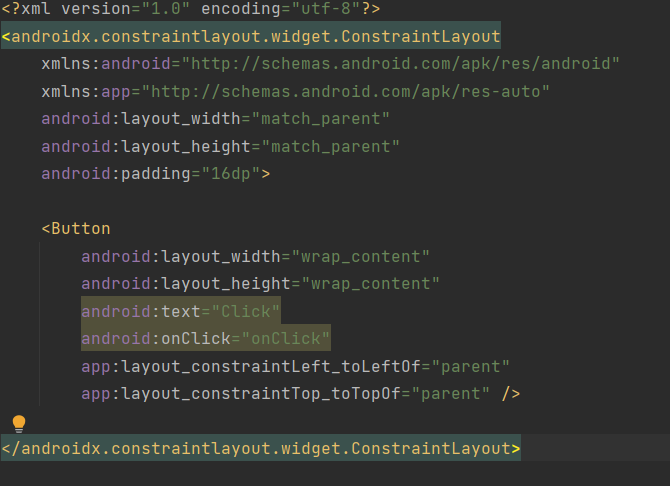 <?xml version="1.0" encoding="utf-8"?>
<androidx.constraintlayout.widget.ConstraintLayout
    xmlns:android="http://schemas.android.com/apk/res/android"
    xmlns:app="http://schemas.android.com/apk/res-auto"
    android:layout_width="match_parent"
    android:layout_height="match_parent"
    android:padding="16dp">

    <Button
        android:layout_width="wrap_content"
        android:layout_height="wrap_content"
        android:text="Click"
        android:onClick="onClick"
        app:layout_constraintLeft_toLeftOf="parent"
        app:layout_constraintTop_toTopOf="parent" />

</androidx.constraintlayout.widget.ConstraintLayout>